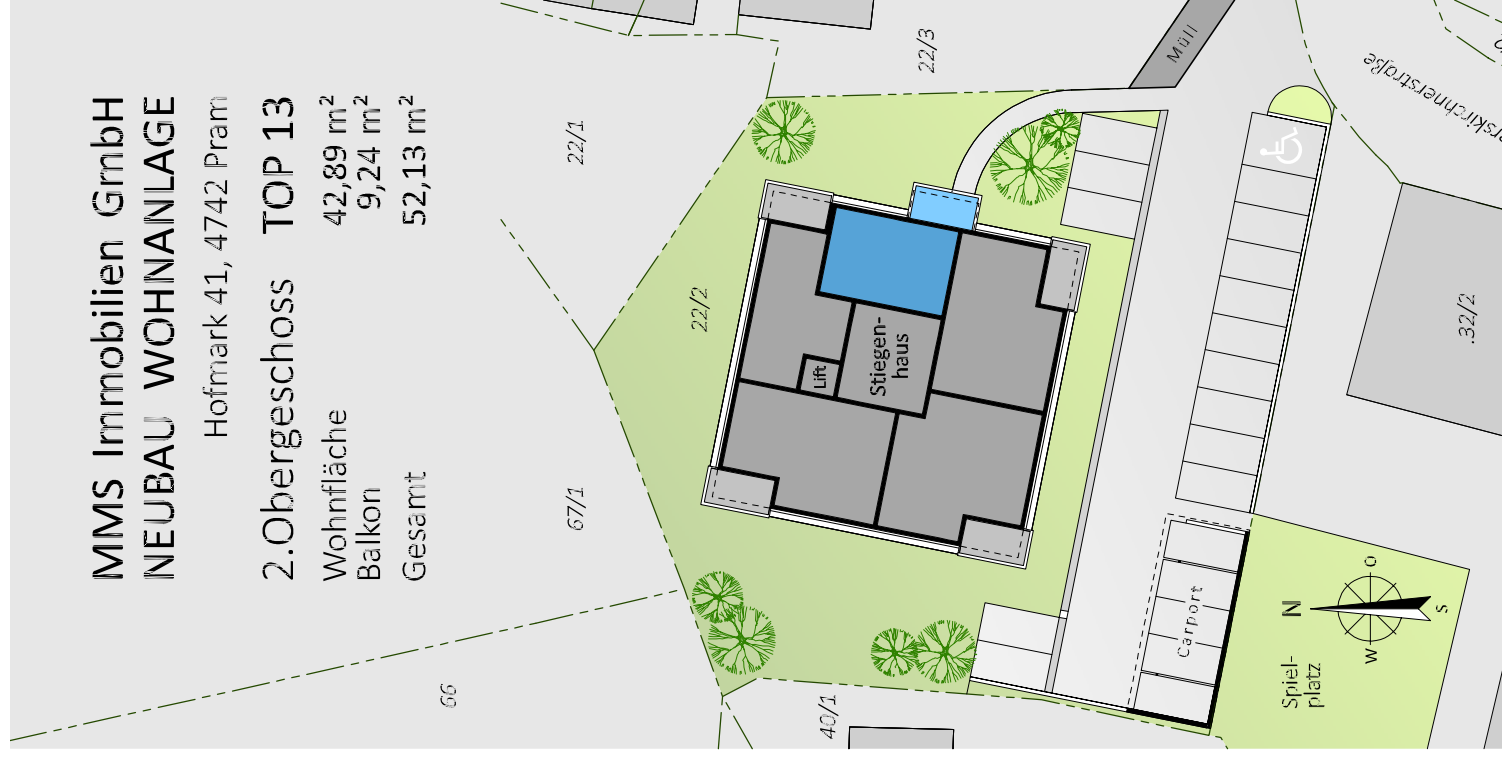 MMS Immobilien GmbH
NEUBAU WOHNANLAGE
Hofmark 41, 4742 Pram
2.Obergeschoss TOP 13
Wohnfläche 42,89 m²
Balkon 9,24 m²
Gesamt 52,13 m²
66
67/1
22/1
22/2
22/3
40/1
Lift
Stiegen-
haus
Müll
Carport
Spiel-
platz
N
O
S
W
.32/2